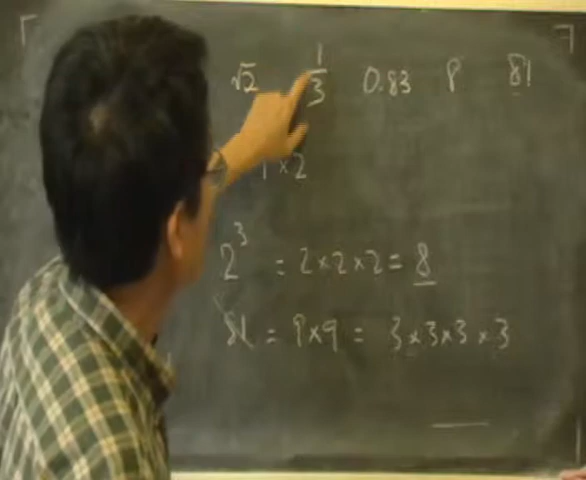 √2 1/3 0.83 8 81
1 × 2
2³ = 2 × 2 × 2 = 8
81 = 9 × 9 = 3 × 3 × 3 × 3